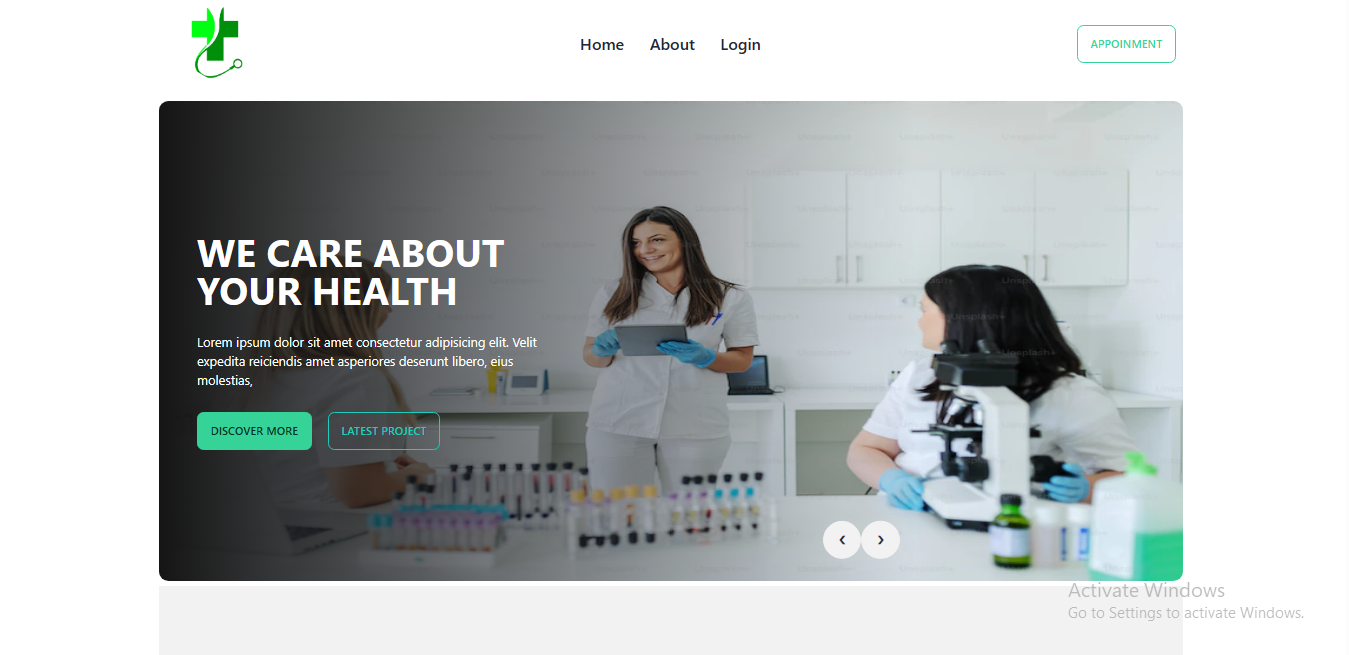 Home About Login
APPOINMENT
WE CARE ABOUT
YOUR HEALTH
Lorem ipsum dolor sit amet consectetur adipisicing elit. Velit
expedita reiciendis amet asperiores deserunt libero, eius
molestias,
DISCOVER MORE
LATEST PROJECT
‹ ›
Unsplash+
Activate Windows
Go to Settings to activate Windows.